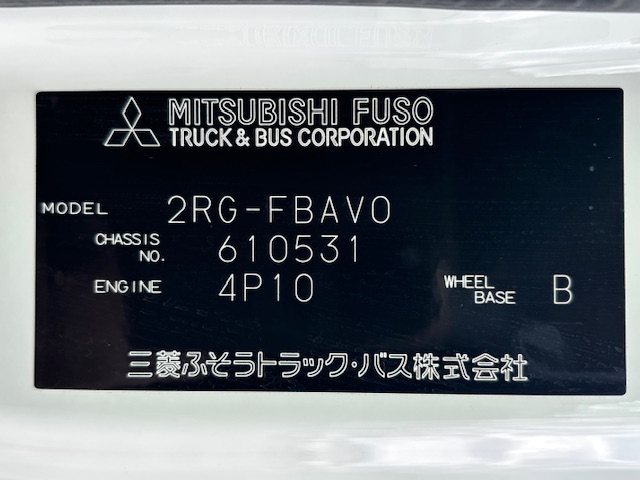 MITSUBISHI FUSO
TRUCK & BUS CORPORATION
MODEL 2RG-FBAV0
CHASSIS NO. 610531
ENGINE 4P10 WHEEL BASE B
三菱ふそうトラック・バス株式会社